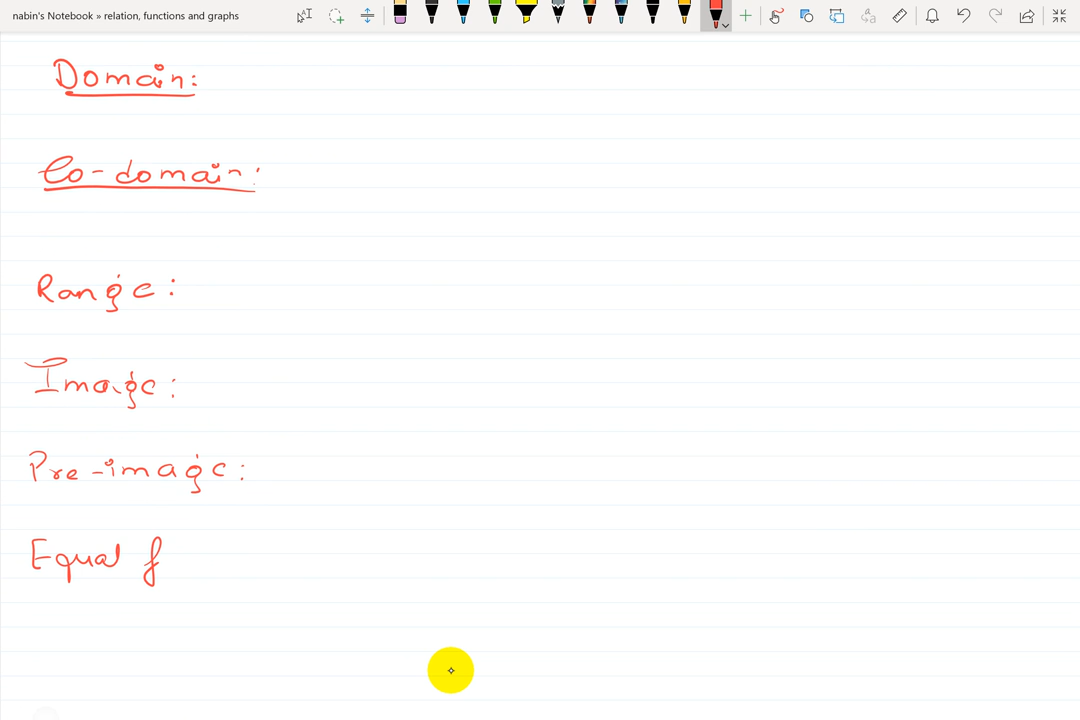 nabin's Notebook » relation, functions and graphs
Domain:
Co-domain:
Range:
Image:
Pre-image:
Equal f